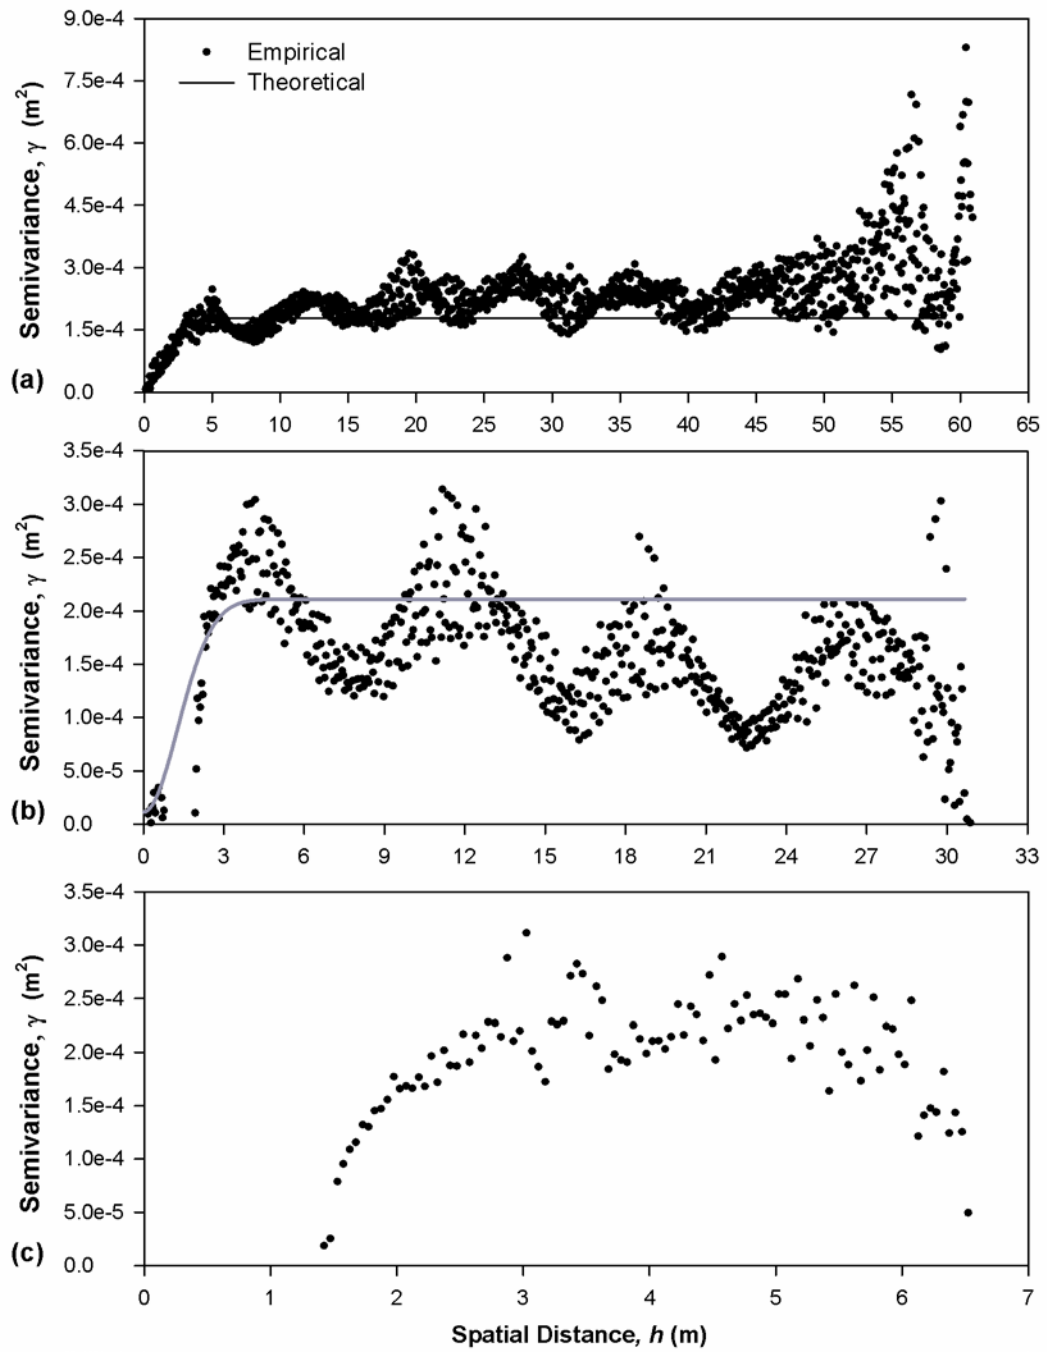 9.0e-4
Empirical
Theoretical
7.5e-4
6.0e-4
4.5e-4
3.0e-4
1.5e-4
0.0
Semivariance, γ (m²)
(a)
0 5 10 15 20 25 30 35 40 45 50 55 60 65
3.5e-4
3.0e-4
2.5e-4
2.0e-4
1.5e-4
1.0e-4
5.0e-5
0.0
Semivariance, γ (m²)
(b)
0 3 6 9 12 15 18 21 24 27 30 33
3.5e-4
3.0e-4
2.5e-4
2.0e-4
1.5e-4
1.0e-4
5.0e-5
0.0
Semivariance, γ (m²)
(c)
0 1 2 3 4 5 6 7
Spatial Distance, h (m)